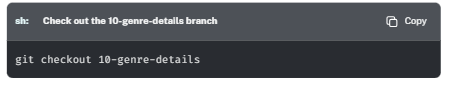 sh: Check out the 10-genre-details branch Copy
git checkout 10-genre-details